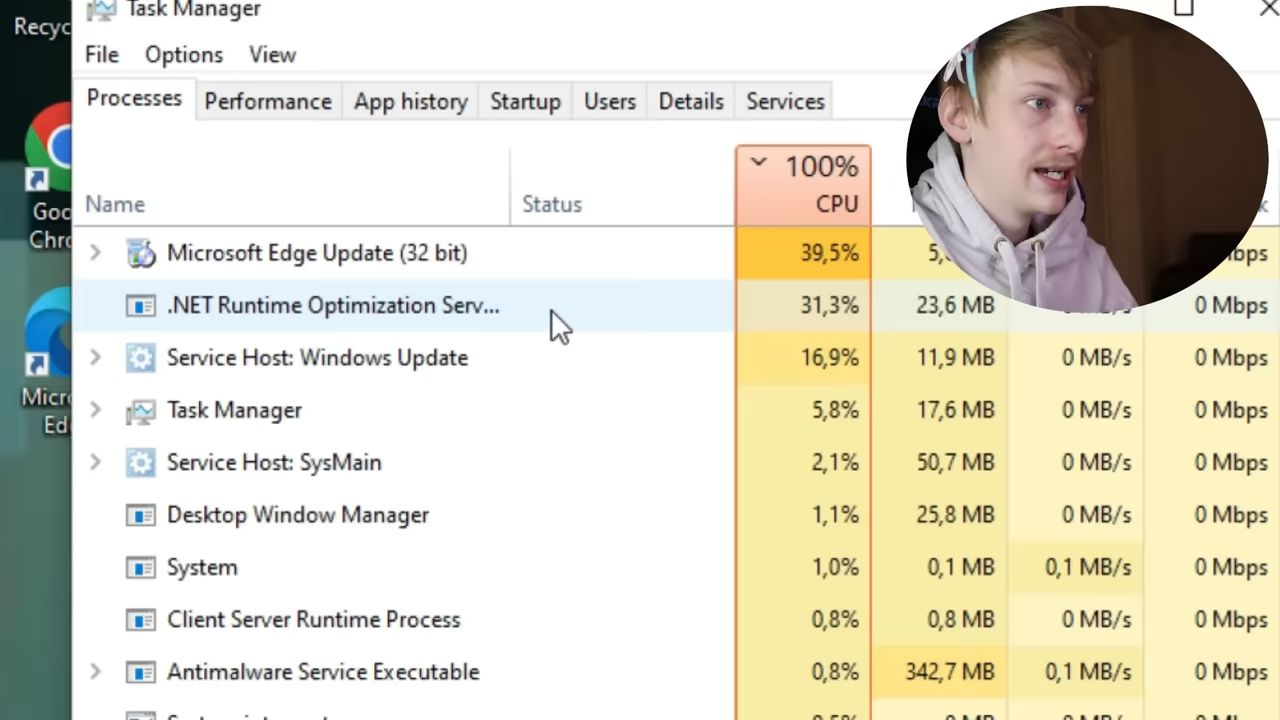 Recyc
Task Manager
File Options View
Processes Performance App history Startup Users Details Services
Goo
Chro
Micro
Ed
100%
Name Status CPU
Microsoft Edge Update (32 bit) 39,5%
.NET Runtime Optimization Serv... 31,3% 23,6 MB 0 Mbps
Service Host: Windows Update 16,9% 11,9 MB 0 MB/s 0 Mbps
Task Manager 5,8% 17,6 MB 0 MB/s 0 Mbps
Service Host: SysMain 2,1% 50,7 MB 0 MB/s 0 Mbps
Desktop Window Manager 1,1% 25,8 MB 0 MB/s 0 Mbps
System 1,0% 0,1 MB 0,1 MB/s 0 Mbps
Client Server Runtime Process 0,8% 0,8 MB 0 MB/s 0 Mbps
Antimalware Service Executable 0,8% 342,7 MB 0,1 MB/s 0 Mbps